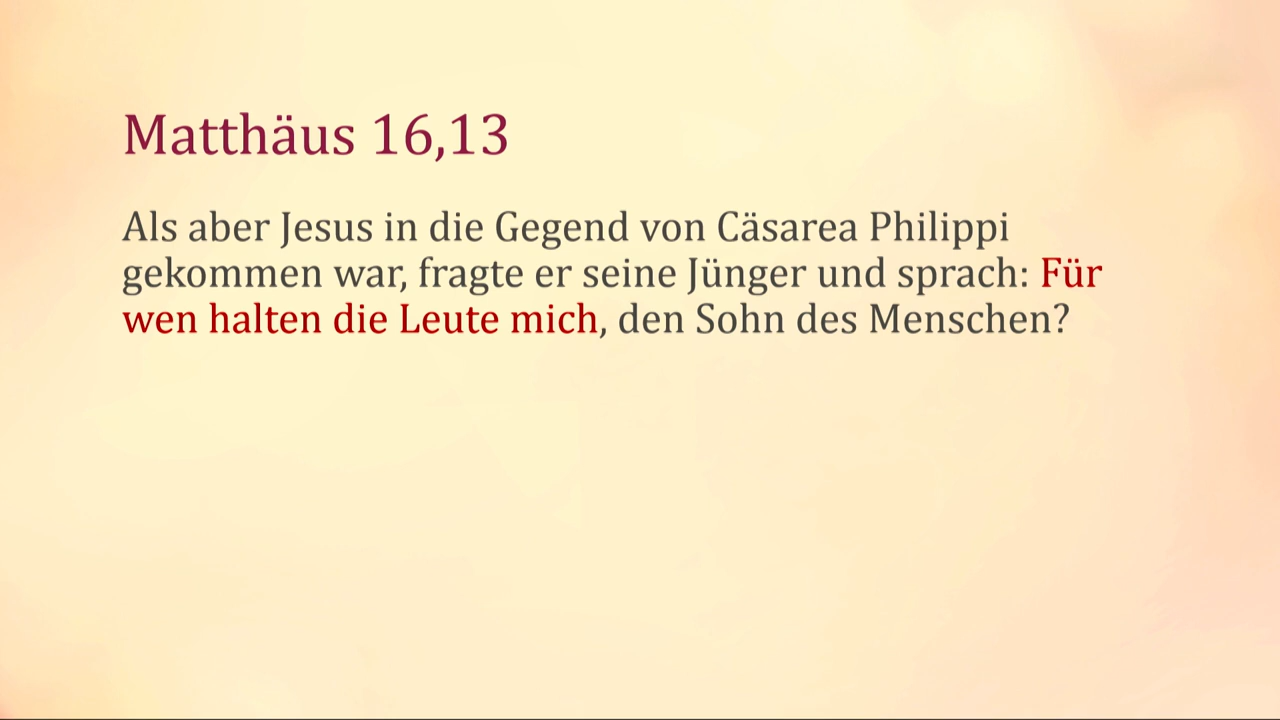 Matthäus 16,13
Als aber Jesus in die Gegend von Cäsarea Philippi
gekommen war, fragte er seine Jünger und sprach: Für
wen halten die Leute mich, den Sohn des Menschen?